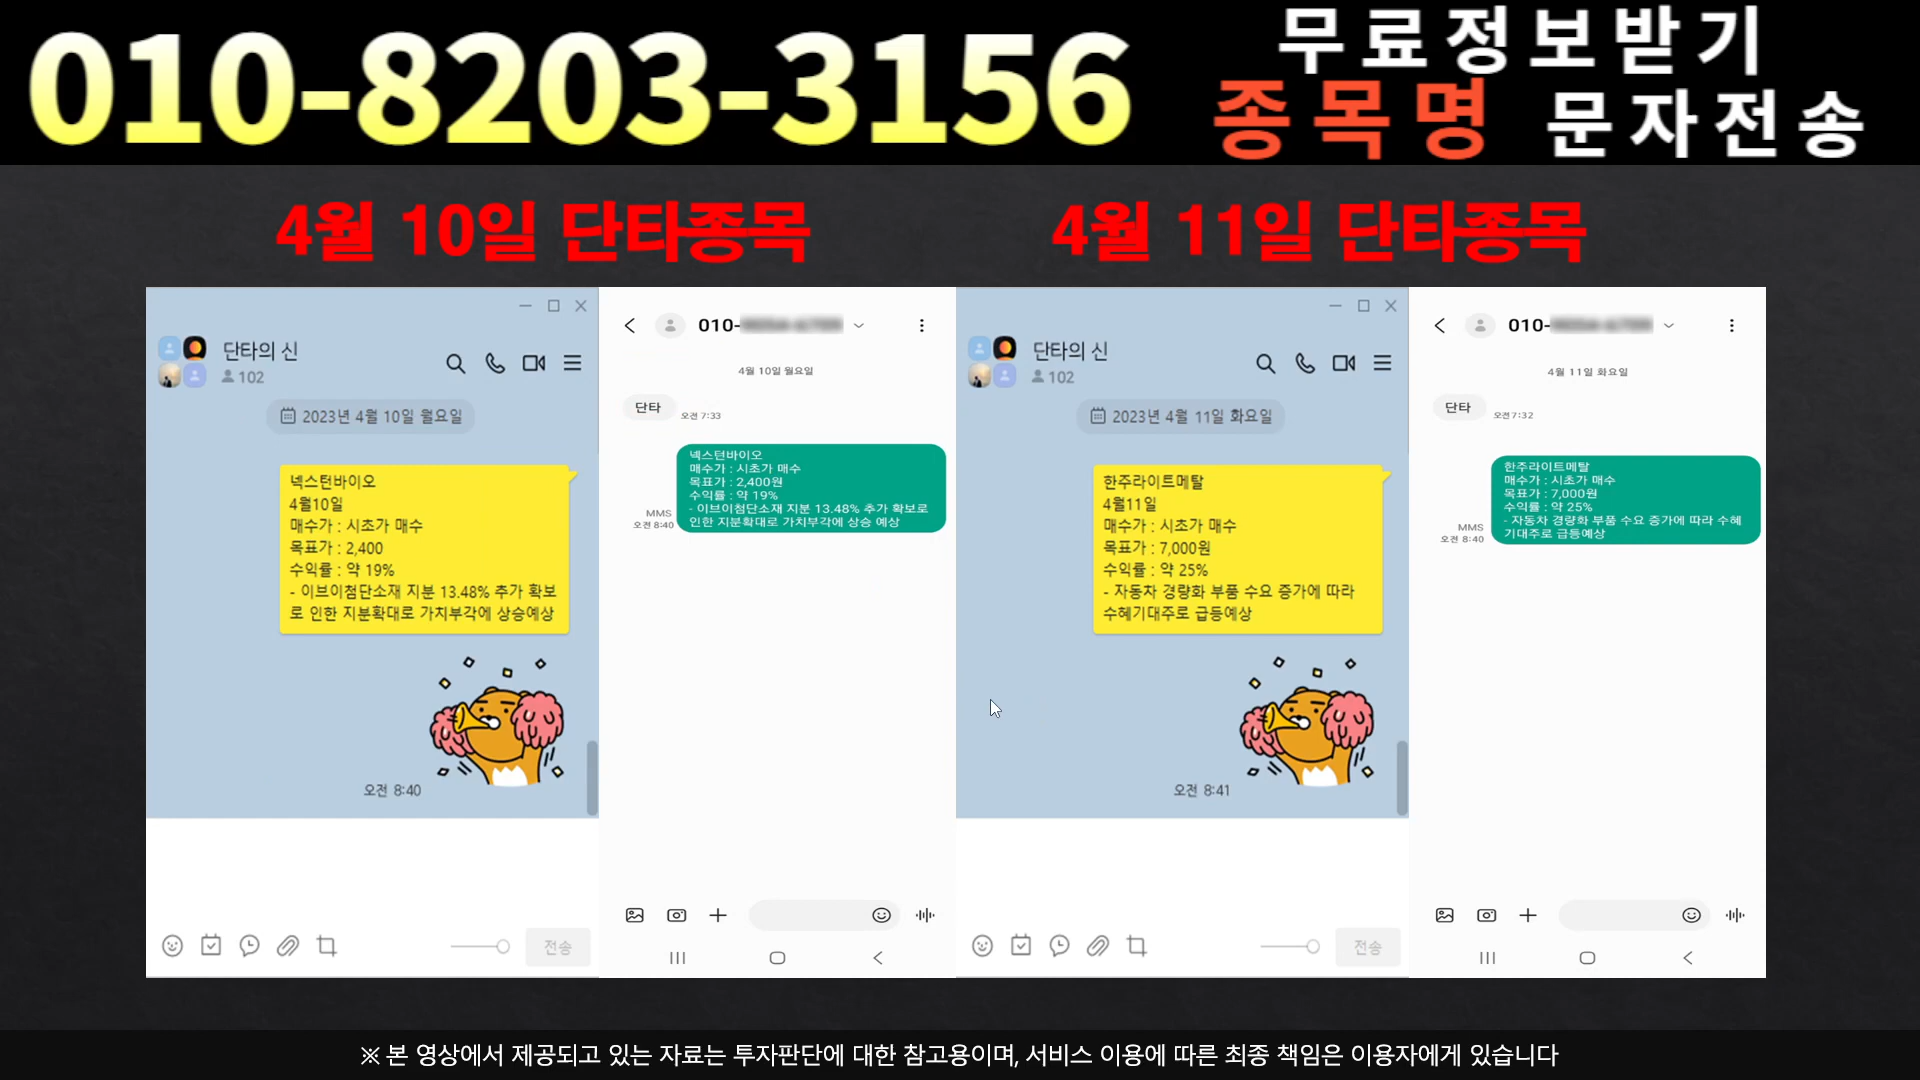 010-8203-3156
무료정보받기
종목명 문자전송
4월 10일 단타종목
4월 11일 단타종목
단타의 신
102
2023년 4월 10일 월요일
넥스턴바이오
4월10일
매수가 : 시초가 매수
목표가 : 2,400
수익률 : 약 19%
- 이브이첨단소재 지분 13.48% 추가 확보
로 인한 지분확대로 가치부각에 상승예상
오전 8:40
전송
010-
4월 10일 월요일
단타
오전 7:33
넥스턴바이오
매수가 : 시초가 매수
목표가 : 2,400원
수익률 : 약 19%
- 이브이첨단소재 지분 13.48% 추가 확보로
인한 지분확대로 가치부각에 상승 예상
MMS
오전 8:40
단타의 신
102
2023년 4월 11일 화요일
한주라이트메탈
4월11일
매수가 : 시초가 매수
목표가 : 7,000원
수익률 : 약 25%
- 자동차 경량화 부품 수요 증가에 따라
수혜기대주로 급등예상
오전 8:41
전송
010-
4월 11일 화요일
단타
오전 7:32
한주라이트메탈
매수가 : 시초가 매수
목표가 : 7,000원
수익률 : 약 25%
- 자동차 경량화 부품 수요 증가에 따라 수혜
기대주로 급등예상
MMS
오전 8:40
※ 본 영상에서 제공되고 있는 자료는 투자판단에 대한 참고용이며, 서비스 이용에 따른 최종 책임은 이용자에게 있습니다